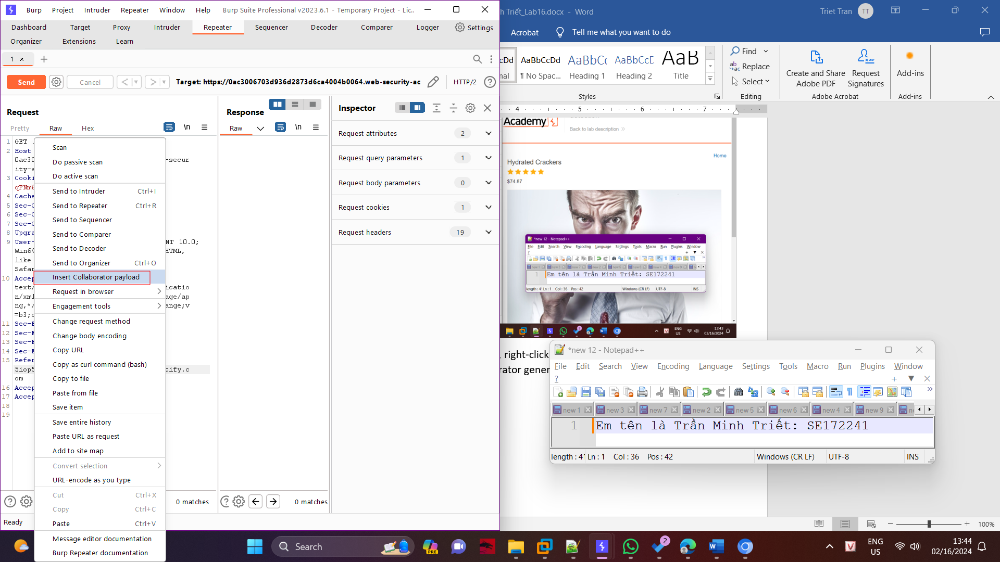 Burp Project Intruder Repeater Window Help Burp Suite Professional v2023.6.1 - Temporary Project - Lic...
Dashboard Target Proxy Intruder Repeater Sequencer Decoder Comparer Logger Settings
Organizer Extensions Learn
1 ×
Send Cancel Target: https://0ac3006703d936d2873d6ca4004b0064.web-security-ac HTTP/2
Request
Pretty Raw Hex
\n
1 GET
2 Host
0ac30
-secur
ity-a
3 Cooki
qFNm
4 Cache
5 Sec-
6 Sec-
7 Sec-
8 Upgra
9 User-
NT 10.0;
Win64
HTML,
like
Safar
10 Accep
text/
icatio
n/xml
age/ap
ng,*/
ange;v
=b3;
11 Sec-
12 Sec-
13 Sec-
14 Sec-
15 Refer
5iop5
cify.c
om
16 Accep
17 Accep
18
19
Scan
Do passive scan
Do active scan
Send to Intruder Ctrl+I
Send to Repeater Ctrl+R
Send to Sequencer
Send to Comparer
Send to Decoder
Send to Organizer Ctrl+O
Insert Collaborator payload
Request in browser
Engagement tools
Change request method
Change body encoding
Copy URL
Copy as curl command (bash)
Copy to file
Paste from file
Save item
Save entire history
Paste URL as request
Add to site map
Convert selection
URL-encode as you type
Cut Ctrl+X
Copy Ctrl+C
Paste Ctrl+V
Message editor documentation
Burp Repeater documentation
0 matches
Ready
Response
Raw
\n
0 matches
Inspector
Request attributes 2
Request query parameters 1
Request body parameters 0
Request cookies 1
Request headers 19
h Triết_Lab16.docx - Word
Triet Tran TT
Acrobat Tell me what you want to do
cDd AaBbCcDd AaBbCc AaBbCcD AaB
nal ¶ No Spac... Heading 1 Heading 2 Title
Styles
Find
Replace
Select
Editing
Create and Share Adobe PDF
Request Signatures
Adobe Acrobat
Add-ins
Add-ins
4 5 6 7
Academy
Back to lab description
Home
Hydrated Crackers
$74.87
*new 12 - Notepad++
File Edit Search View Encoding Language Settings Tools Macro Run Plugins Window
?
1 Em tên là Trần Minh Triết: SE172241
length : 4 Ln : 1 Col : 36 Pos : 42 Windows (CR LF) UTF-8 INS
ENG
US
13:43
02/16/2024
, right-click
rator gener
*new 12 - Notepad++
File Edit Search View Encoding Language Settings Tools Macro Run Plugins Window
?
new 1 new 3 new 7 new 2 new 5 new 6 new 4 new 9
1 Em tên là Trần Minh Triết: SE172241
length : 4 Ln : 1 Col : 36 Pos : 42 Windows (CR LF) UTF-8 INS
100%
Search
PRE
2
ENG
US
13:44
02/16/2024